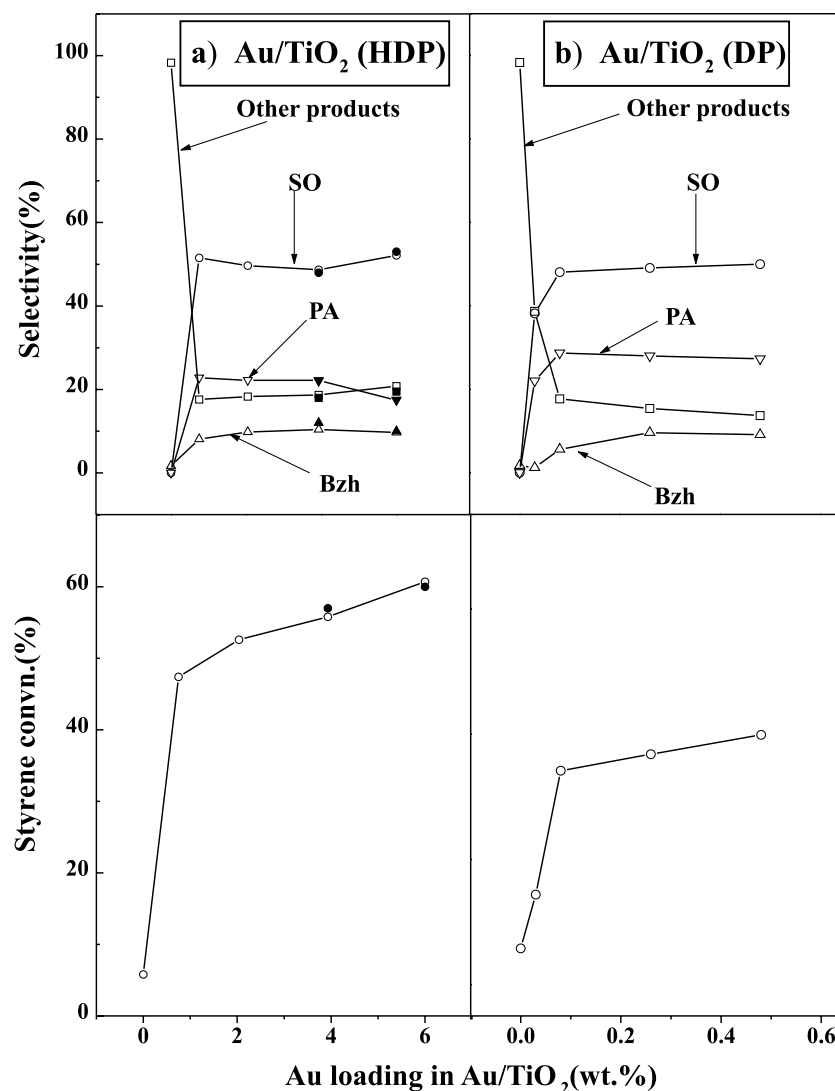 a) Au/TiO2 (HDP)
b) Au/TiO2 (DP)
100
80
60
40
20
0
Selectivity(%)
Other products
SO
PA
Bzh
Other products
SO
PA
Bzh
60
40
20
0
Styrene convn.(%)
0 2 4 6
0.0 0.2 0.4 0.6
Au loading in Au/TiO2(wt.%)